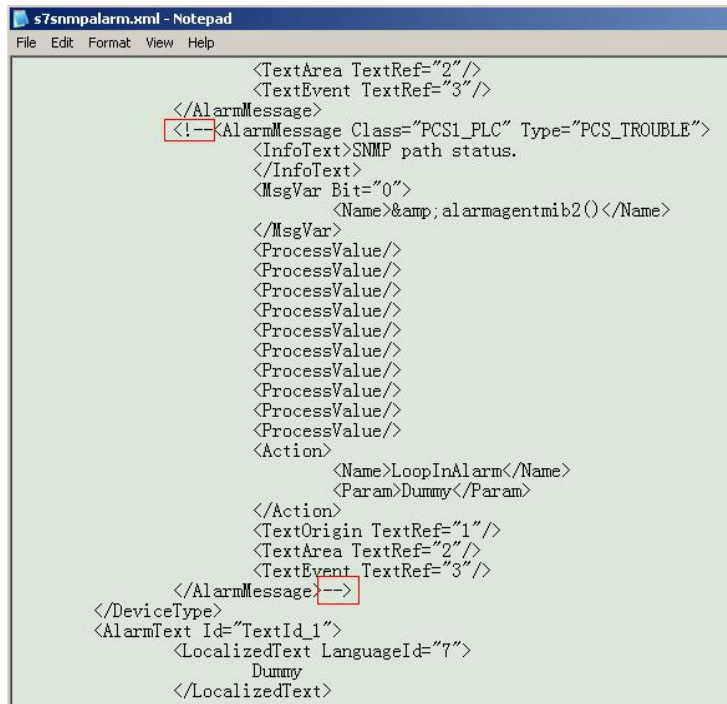 s7snmpalarm.xml - Notepad
File Edit Format View Help
<TextArea TextRef="2"/>
<TextEvent TextRef="3"/>
</AlarmMessage>
<!--<AlarmMessage Class="PCS1_PLC" Type="PCS_TROUBLE">
<InfoText>SNMP path status.
</InfoText>
<MsgVar Bit="0">
<Name>&amp;alarmagentmib2()</Name>
</MsgVar>
<ProcessValue/>
<ProcessValue/>
<ProcessValue/>
<ProcessValue/>
<ProcessValue/>
<ProcessValue/>
<ProcessValue/>
<ProcessValue/>
<ProcessValue/>
<ProcessValue/>
<Action>
<Name>LoopInAlarm</Name>
<Param>Dummy</Param>
</Action>
<TextOrigin TextRef="1"/>
<TextArea TextRef="2"/>
<TextEvent TextRef="3"/>
</AlarmMessage>-->
</DeviceType>
<AlarmText Id="TextId_1">
<LocalizedText LanguageId="7">
Dummy
</LocalizedText>